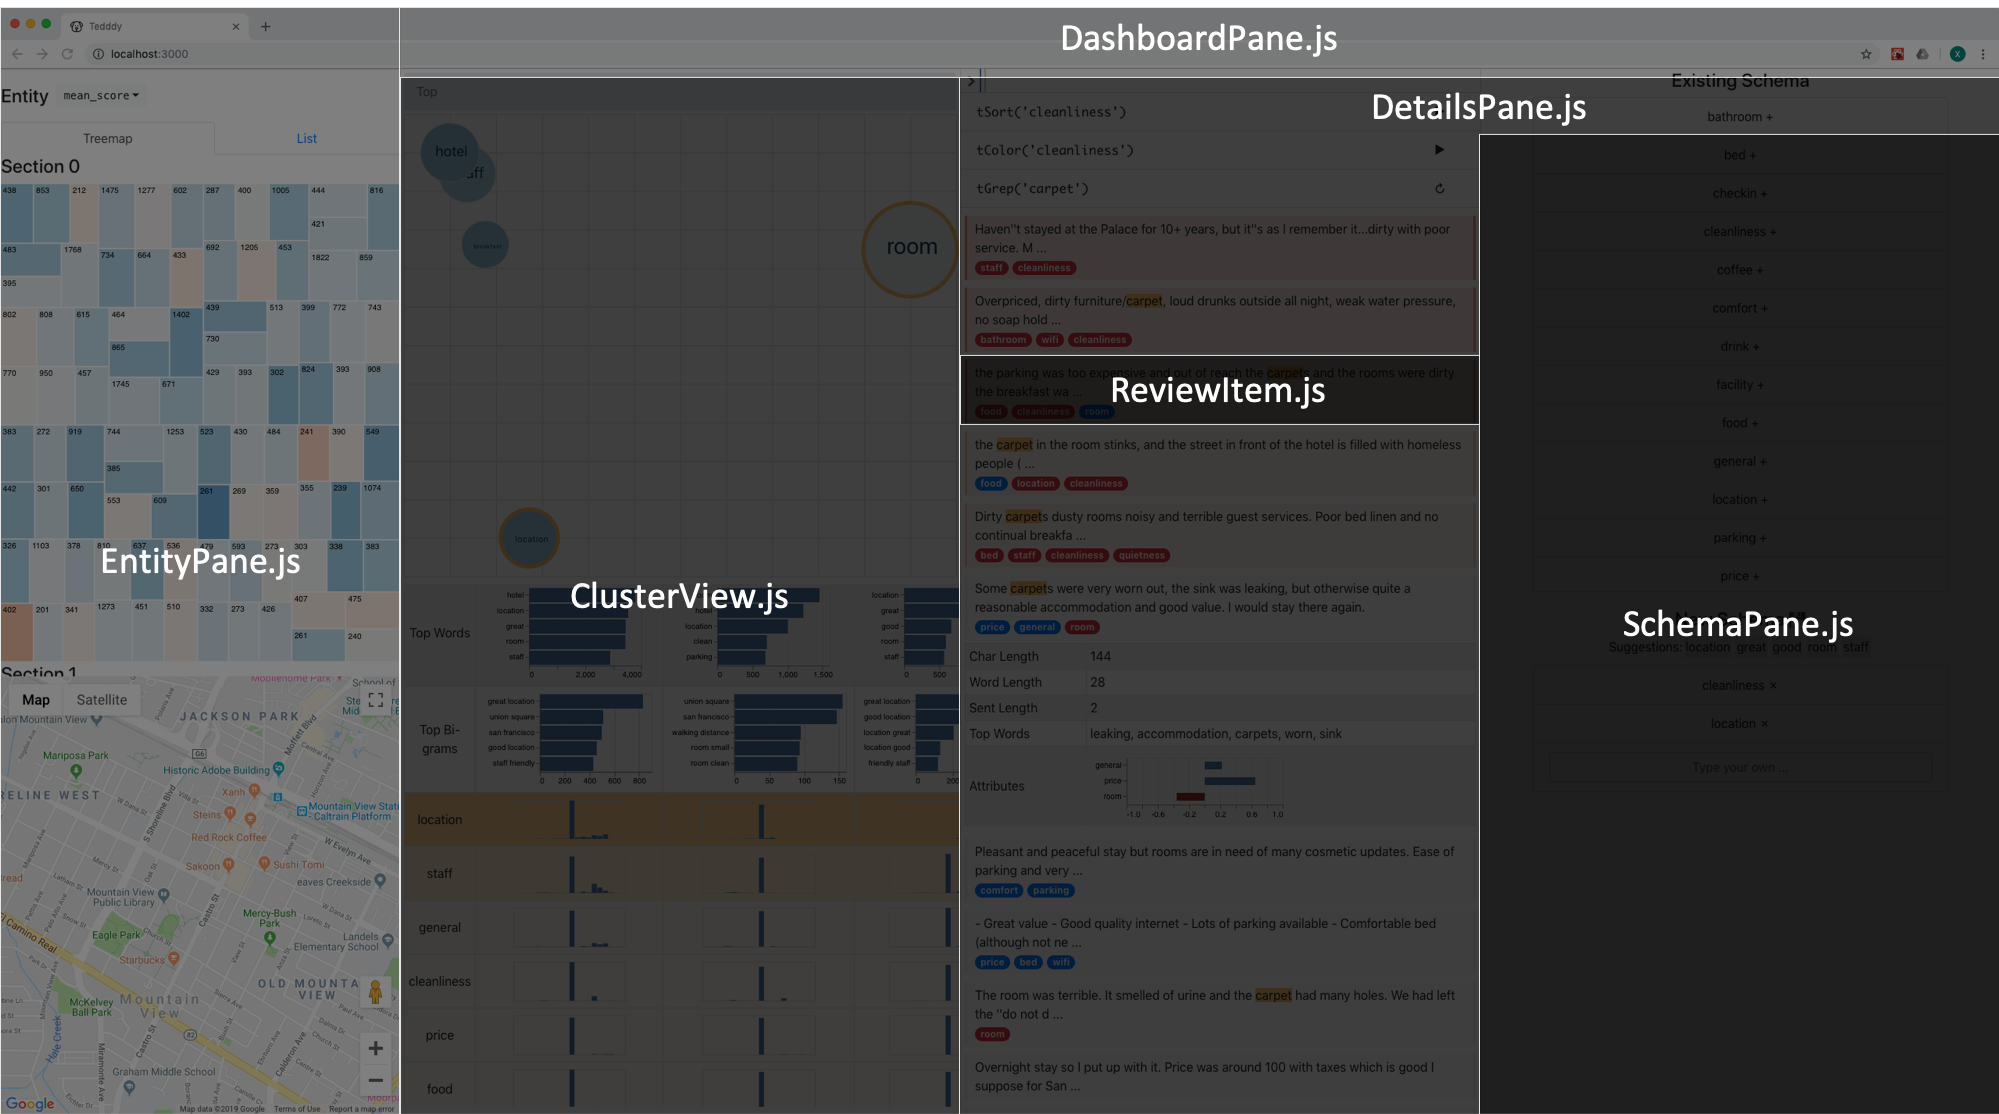 Tedddy
localhost:3000
DashboardPane.js
Entity mean_score
Treemap List
Section 0
438 853 212 1475 1277 602 287 400 1005 444 816
421
483 1768 734 664 433 692 1205 453 1822 859
395
802 808 615 464 1402 439 513 399 772 743
865 730
770 950 457 1745 671 429 393 302 824 393 908
383 272 919 744 1253 523 430 484 241 390 549
385
442 301 650 553 609 261 269 359 355 239 1074
326 1103 378 810 637 536 479 593 273 303 338 383
EntityPane.js
402 201 341 1273 451 510 332 273 426 407 475
261 240
Section 1
Map Satellite
JACKSON PARK
Mariposa Park
Historic Adobe Building
Xanh
Steins
Red Rock Coffee
Mountain View Stati
- Caltrain Platform
W Evelyn Ave
Sakoon
Sushi Tomi
eaves Creekside
Mountain View
Public Library
Mercy-Bush
Park
Eagle Park
Landels
Elementary School
Starbucks
El Camino Real
OLD MOUNTA
VIEW
McKelvey
Ball Park
Mountain
View
Hale Creek
Castro St
Graham Middle School
Google
Map data ©2019 Google Terms of Use Report a map error
Top
hotel
aff
breakfast
room
location
ClusterView.js
Top Words
hotel
location
great
room
staff
0 2,000 4,000
hotel
location
clean
parking
0 500 1,000 1,500
location
great
good
room
staff
0 500
Top Bi-
grams
great location
union square
san francisco
good location
staff friendly
0 200 400 600 800
union square
san francisco
walking distance
room small
room clean
0 50 100 150
great location
good location
location great
location good
friendly staff
0 200
location
staff
general
cleanliness
price
food
DetailsPane.js
tSort('cleanliness')
tColor('cleanliness')
tGrep('carpet')
Haven''t stayed at the Palace for 10+ years, but it''s as I remember it...dirty with poor
service. M ...
staff cleanliness
Overpriced, dirty furniture/carpet, loud drunks outside all night, weak water pressure,
no soap hold ...
bathroom wifi cleanliness
the parking was too expensive and out of reach the carpets and the rooms were dirty
the breakfast wa ...
food cleanliness room
ReviewItem.js
the carpet in the room stinks, and the street in front of the hotel is filled with homeless
people ( ...
food location cleanliness
Dirty carpets dusty rooms noisy and terrible guest services. Poor bed linen and no
continual breakfa ...
bed staff cleanliness quietness
Some carpets were very worn out, the sink was leaking, but otherwise quite a
reasonable accommodation and good value. I would stay there again.
price general room
Char Length 144
Word Length 28
Sent Length 2
Top Words leaking, accommodation, carpets, worn, sink
Attributes
general
price
room
-1.0 -0.6 -0.2 0.2 0.6 1.0
Pleasant and peaceful stay but rooms are in need of many cosmetic updates. Ease of
parking and very ...
comfort parking
- Great value - Good quality internet - Lots of parking available - Comfortable bed
(although not ne ...
price bed wifi
The room was terrible. It smelled of urine and the carpet had many holes. We had left
the "do not d ...
room
Overnight stay so I put up with it. Price was around 100 with taxes which is good I
suppose for San ...
Existing Schema
bathroom +
bed +
checkin +
cleanliness +
coffee +
comfort +
drink +
facility +
food +
general +
location +
parking +
price +
SchemaPane.js
Suggestions: location great good room staff
cleanliness ×
location ×
Type your own ...